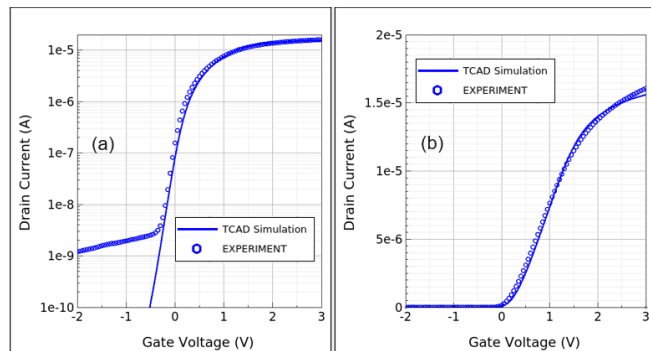 1e-5
1e-6
1e-7
1e-8
1e-9
1e-10
Drain Current (A)
(a)
TCAD Simulation
EXPERIMENT
-2 -1 0 1 2 3
Gate Voltage (V)
2e-5
1.5e-5
1e-5
5e-6
0
Drain Current (A)
TCAD Simulation
EXPERIMENT
(b)
-2 -1 0 1 2 3
Gate Voltage (V)